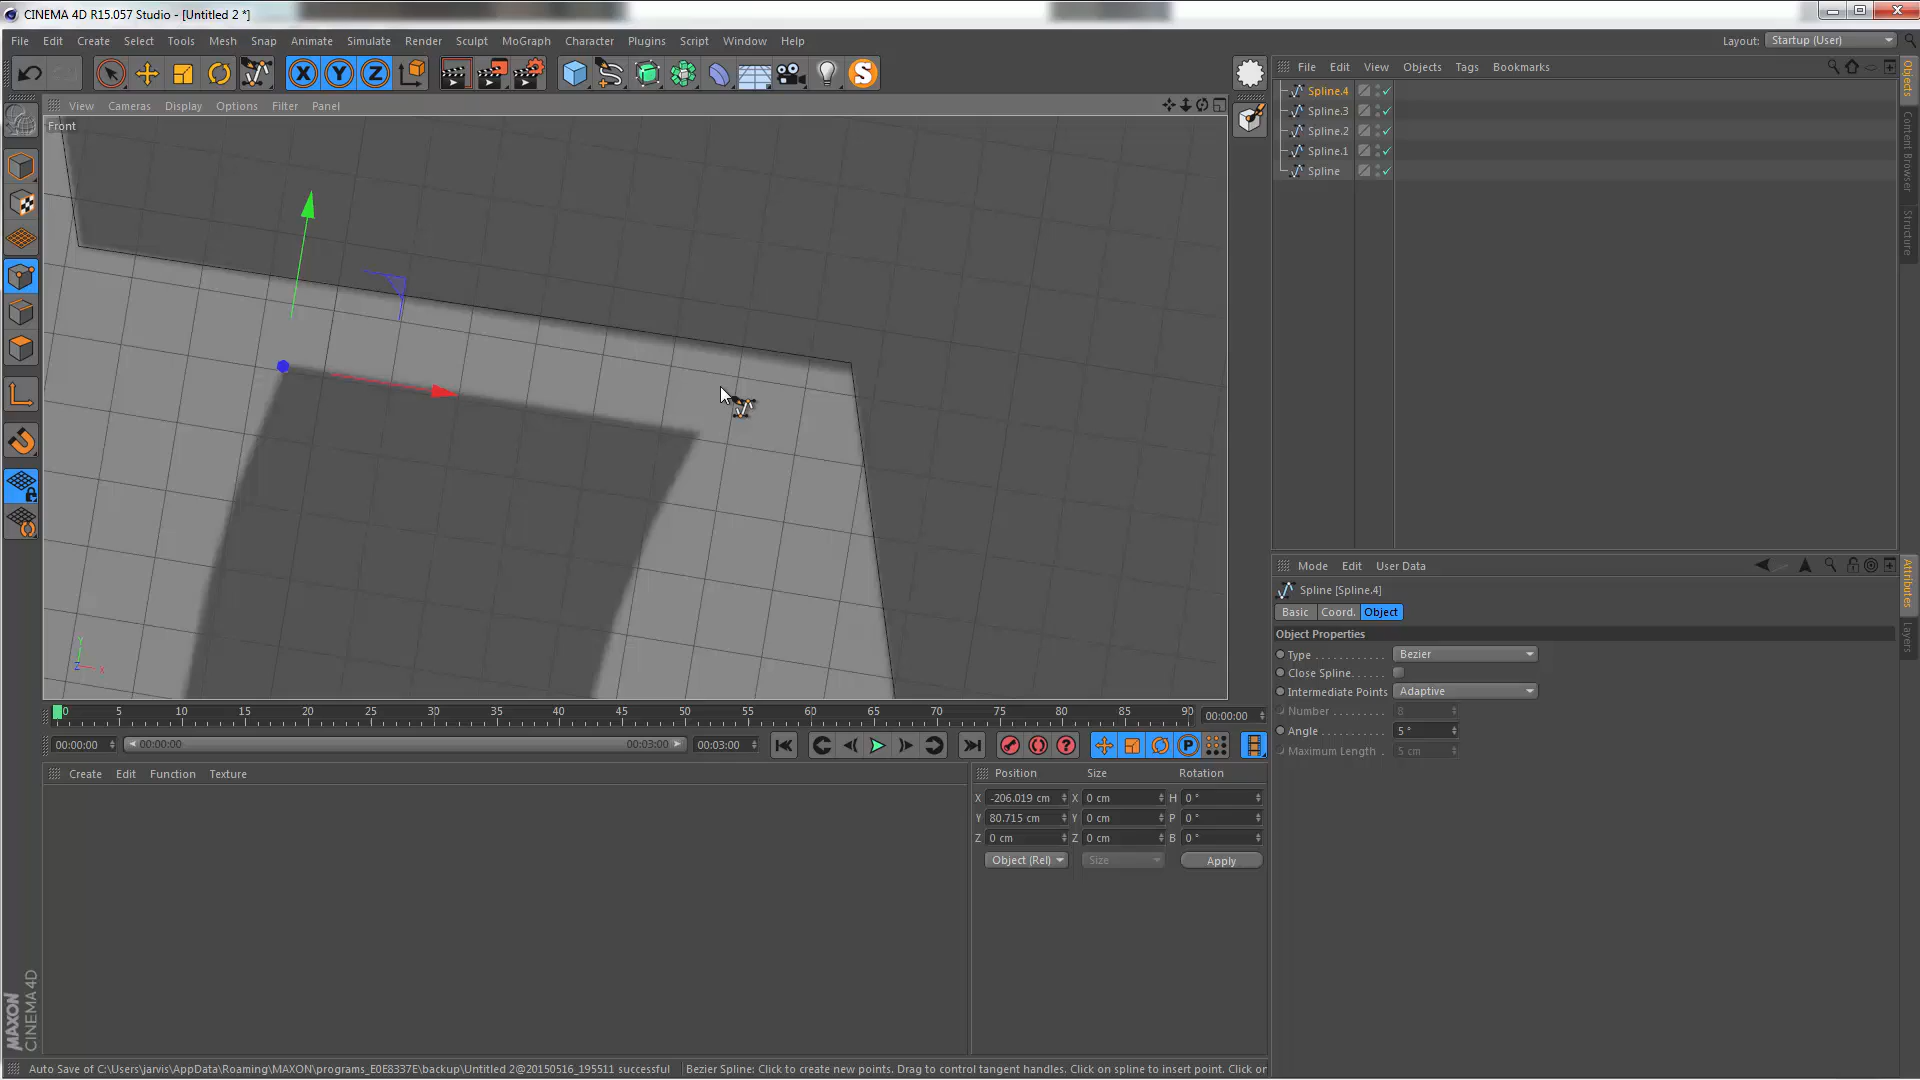 CINEMA 4D R15.057 Studio - [Untitled 2 *]
File Edit Create Select Tools Mesh Snap Animate Simulate Render Sculpt MoGraph Character Plugins Script Window Help
Layout: Startup (User)
X Y Z S
File Edit View Objects Tags Bookmarks
View Cameras Display Options Filter Panel
Front
Spline.4
Spline.3
Spline.2
Spline.1
Spline
Objects
Content Browser
Structure
Mode Edit User Data
Spline [Spline.4]
Basic Coord. Object
Object Properties
Type . . . . . . . . . . . . Bezier
Close Spline. . . . . .
Intermediate Points Adaptive
Number . . . . . . . . . 8
Angle . . . . . . . . . . . 5 °
Maximum Length . 5 cm
Attributes
Layers
Y
Z X
0 5 10 15 20 25 30 35 40 45 50 55 60 65 70 75 80 85 90 00:00:00
00:00:00 00:00:00 00:03:00 00:03:00 ? P
Create Edit Function Texture
Position Size Rotation
X -206.019 cm X 0 cm H 0 °
Y 80.715 cm Y 0 cm P 0 °
Z 0 cm Z 0 cm B 0 °
Object (Rel) Size Apply
MAXON
CINEMA 4D
Auto Save of C:\Users\jarvis\AppData\Roaming\MAXON\programs_E0E8337E\backup\Untitled 2@20150516_195511 successful
Bezier Spline: Click to create new points. Drag to control tangent handles. Click on spline to insert point. Click on